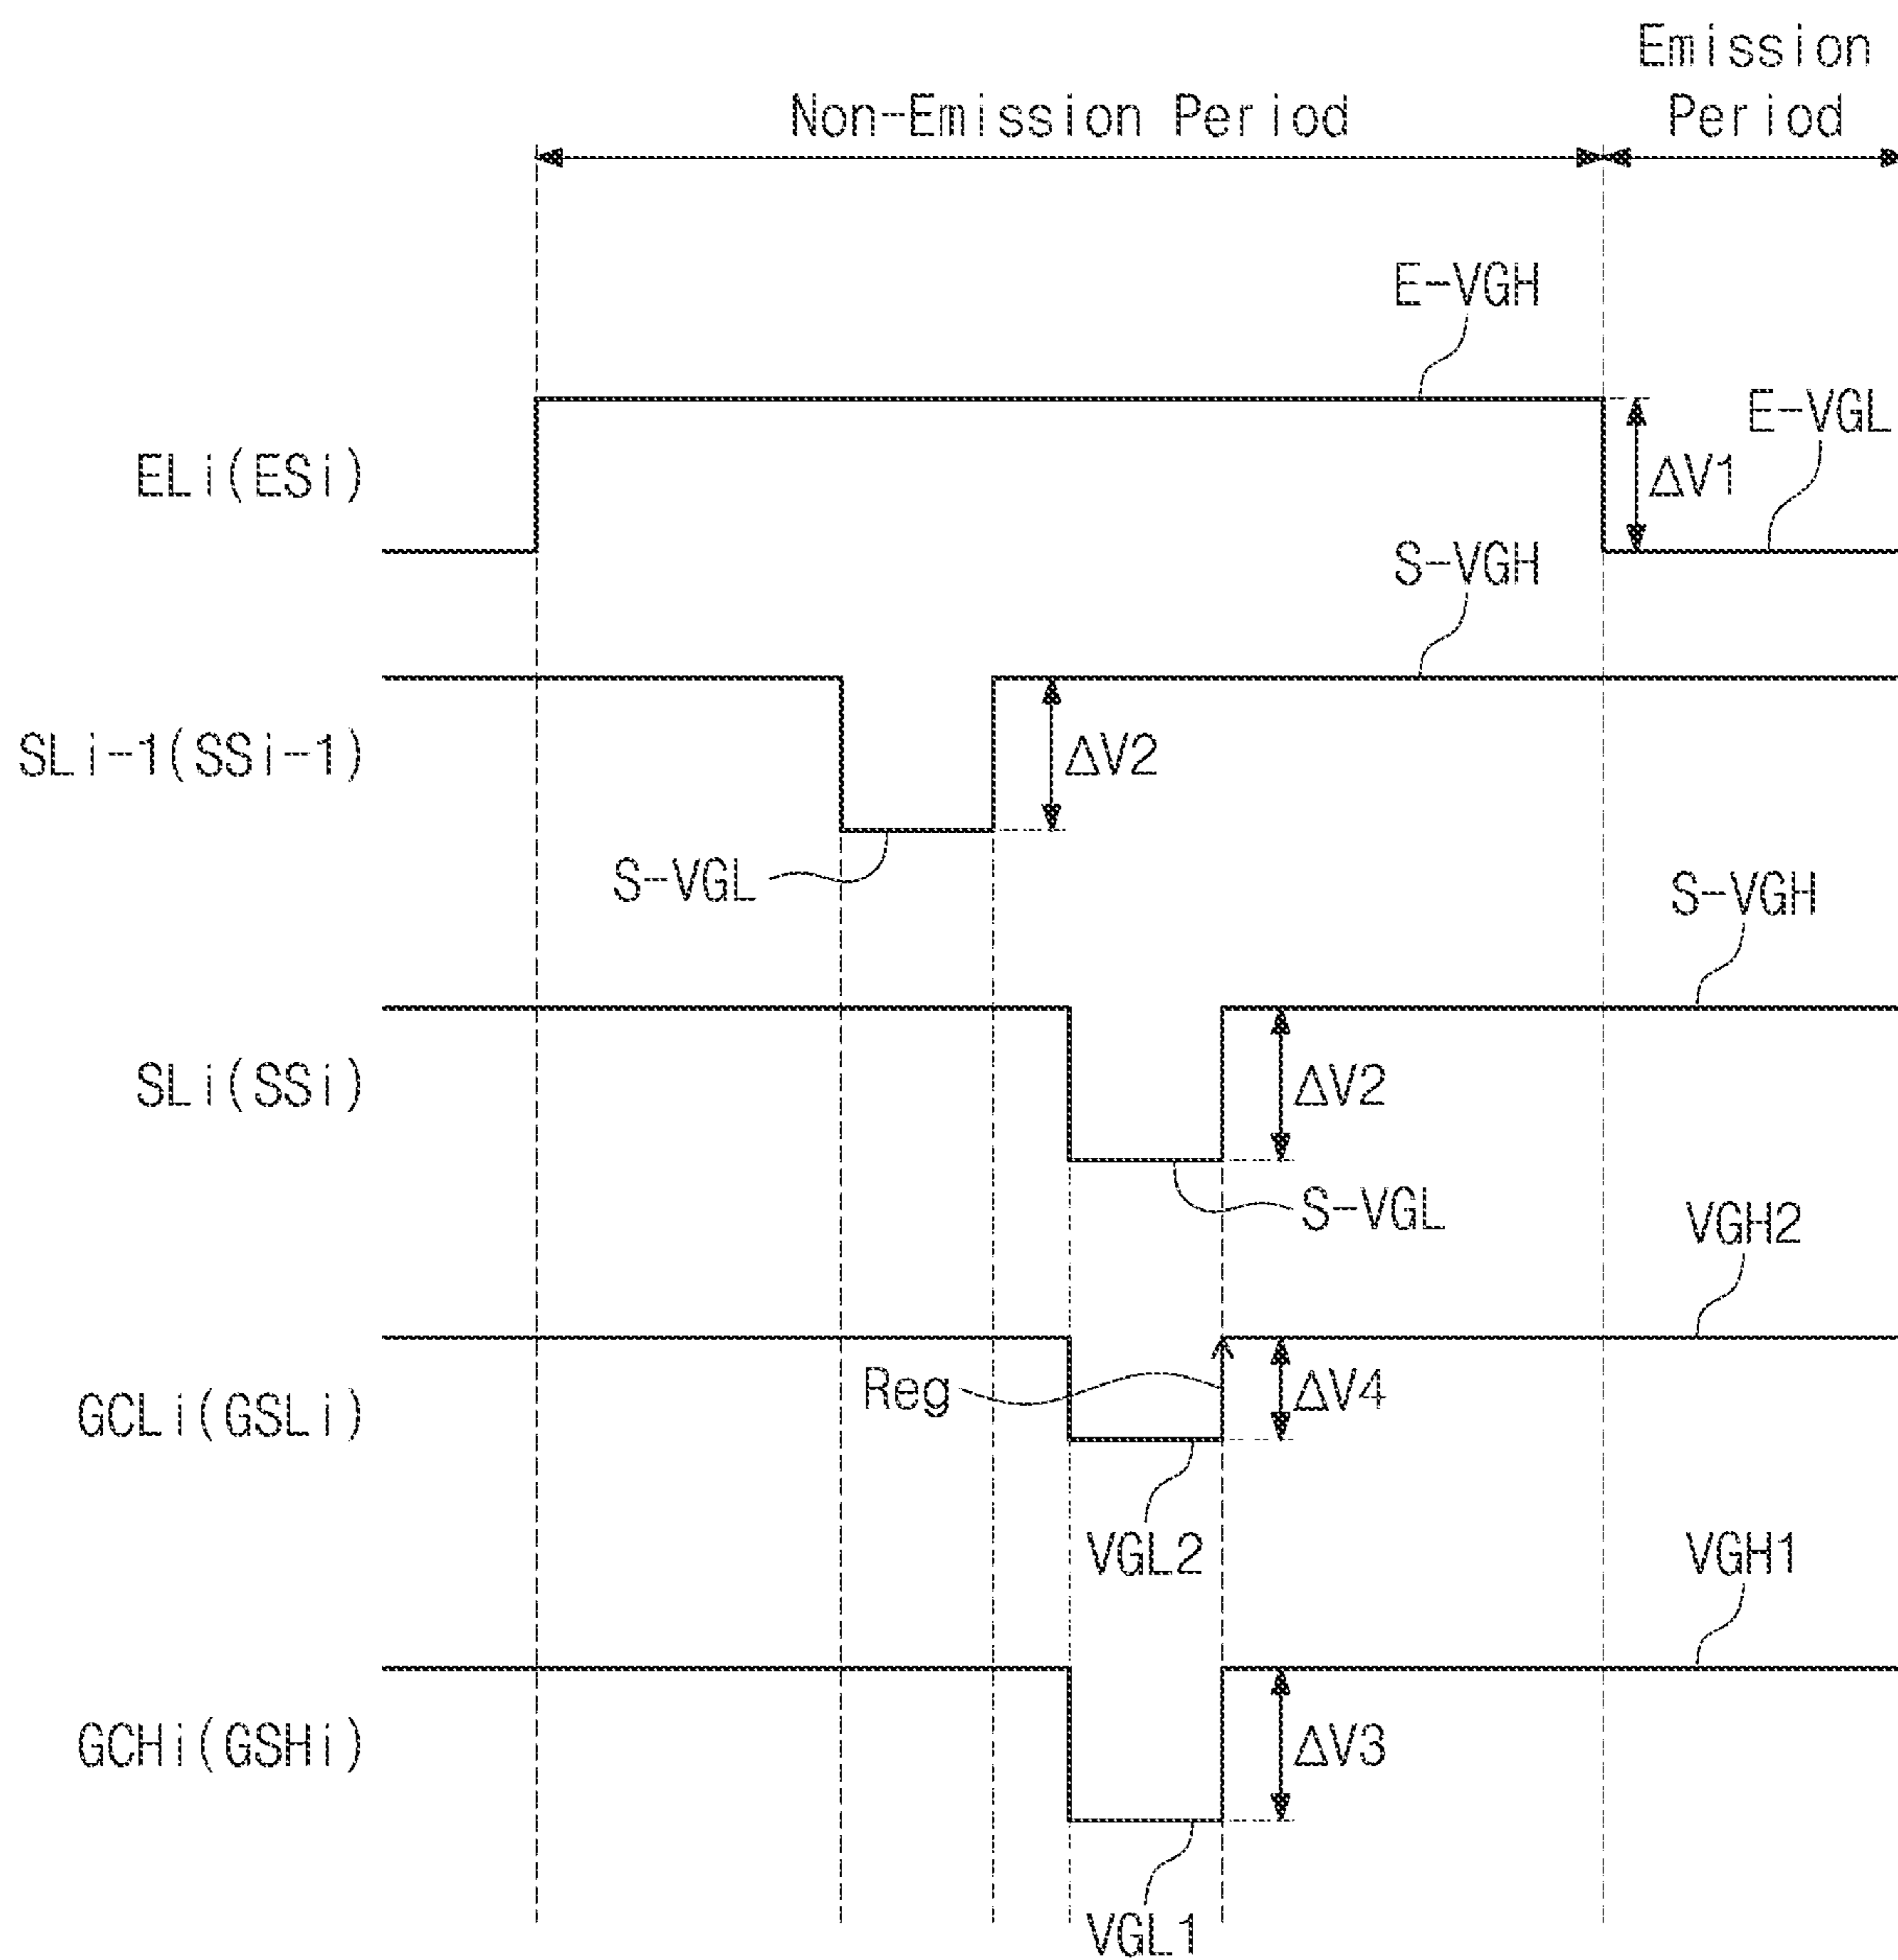 Emission
Non-Emission Period
Period
E-VGH
E-VGL
ELi(ESi)
ΔV1
S-VGH
SLi-1(SSi-1)
ΔV2
S-VGL
S-VGH
SLi(SSi)
ΔV2
S-VGL
VGH2
Reg
ΔV4
GCLi(GSLi)
VGL2
VGH1
GCHi(GSHi)
ΔV3
VGL1